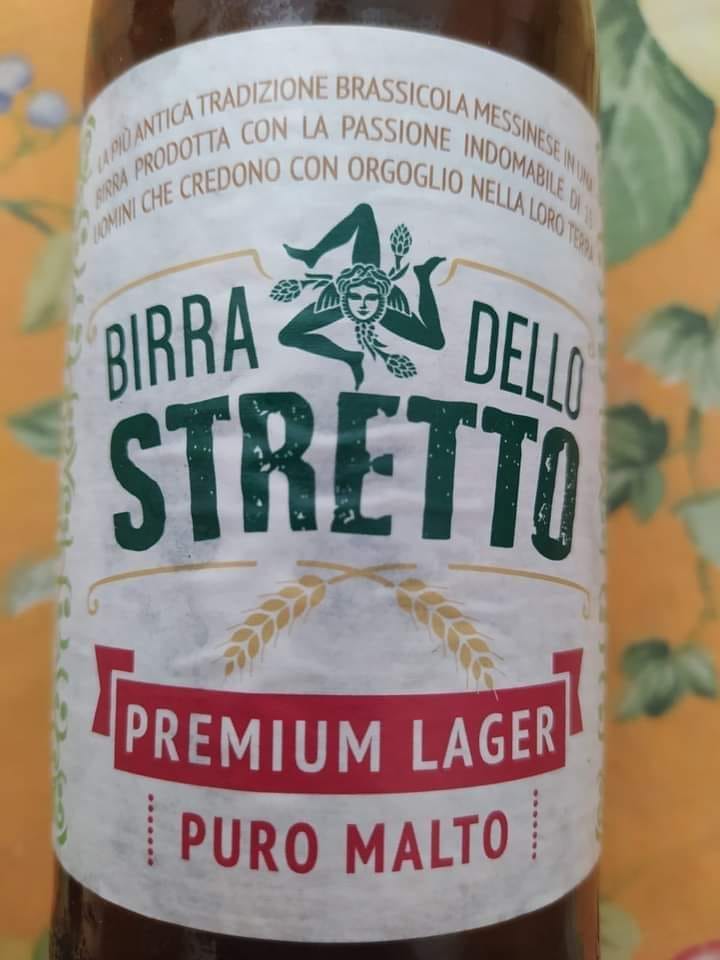 LA PIÙ ANTICA TRADIZIONE BRASSICOLA MESSINESE IN UNA
BIRRA PRODOTTA CON LA PASSIONE INDOMABILE DI 15
UOMINI CHE CREDONO CON ORGOGLIO NELLA LORO TERRA
BIRRA DELLO
STRETTO
PREMIUM LAGER
PURO MALTO